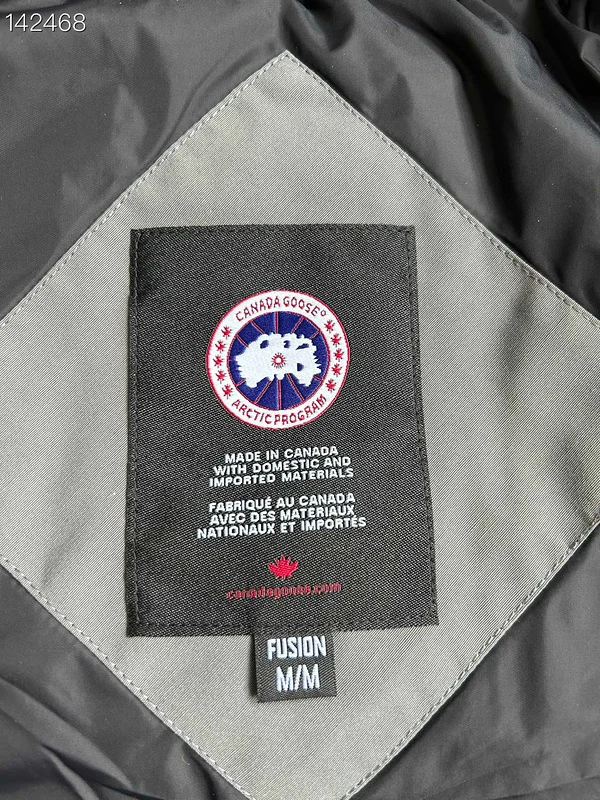 142468
CANADA GOOSE®
ARCTIC PROGRAM
MADE IN CANADA
WITH DOMESTIC AND
IMPORTED MATERIALS
FABRIQUÉ AU CANADA
AVEC DES MATERIAUX
NATIONAUX ET IMPORTÉS
canadagoose.com
FUSION
M/M